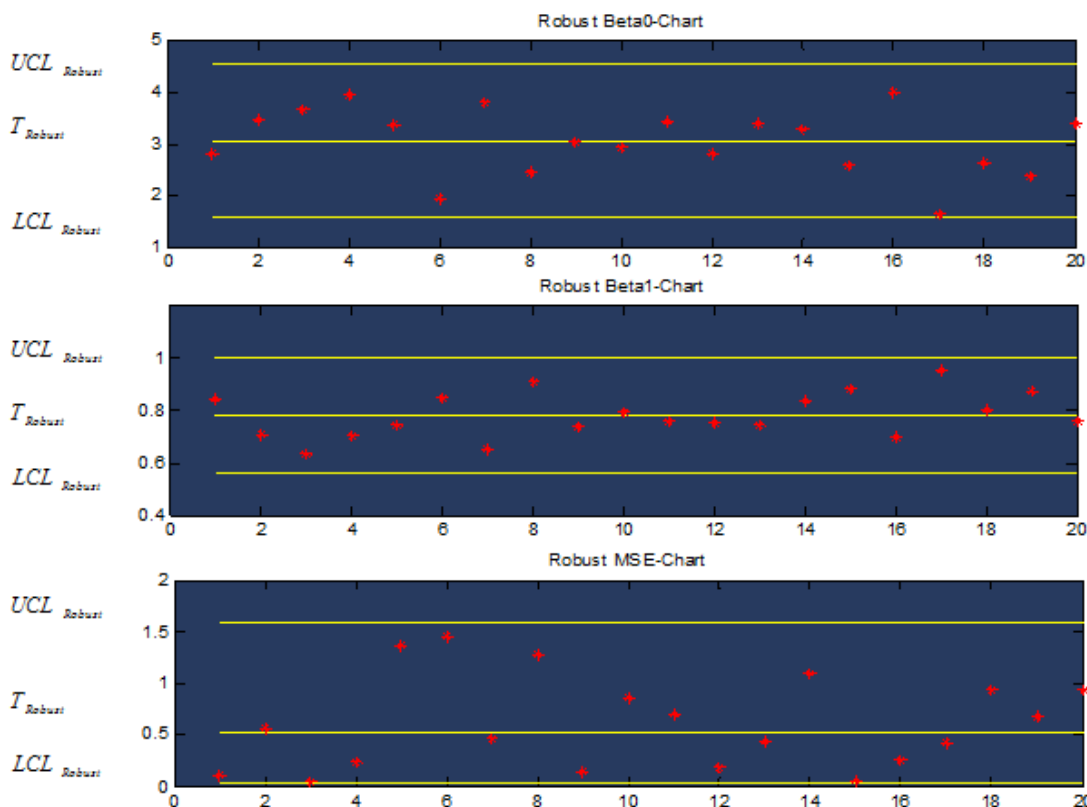 Robust Beta0-Chart
5
UCL Robust
4
T Robust
3
2
LCL Robust
1
0 2 4 6 8 10 12 14 16 18 20
Robust Beta1-Chart
UCL Robust
1
T Robust
0.8
0.6
LCL Robust
0.4
0 2 4 6 8 10 12 14 16 18 20
Robust MSE-Chart
2
UCL Robust
1.5
1
T Robust
0.5
LCL Robust
0
0 2 4 6 8 10 12 14 16 18 20